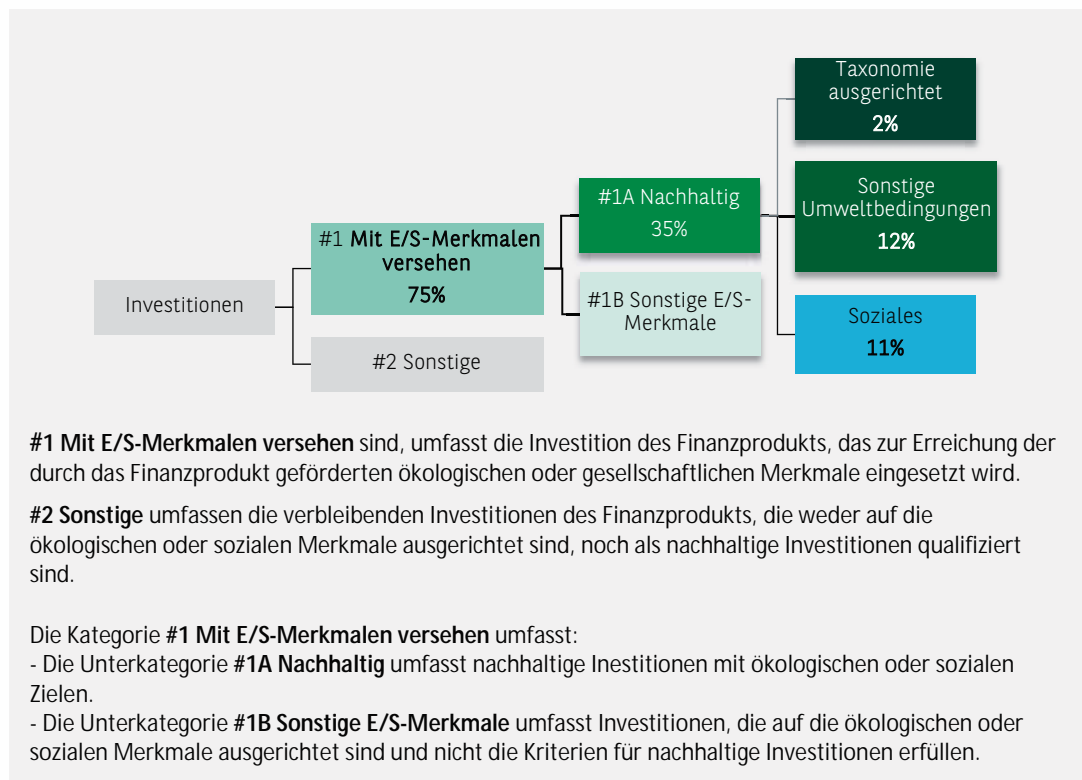 Taxonomie
ausgerichtet
2%
#1A Nachhaltig
35%
Sonstige
Umweltbedingungen
12%
#1 Mit E/S-Merkmalen
versehen
75%
Investitionen
#1B Sonstige E/S-
Merkmale
Soziales
11%
#2 Sonstige
#1 Mit E/S-Merkmalen versehen sind, umfasst die Investition des Finanzprodukts, das zur Erreichung der
durch das Finanzprodukt geförderten ökologischen oder gesellschaftlichen Merkmale eingesetzt wird.
#2 Sonstige umfassen die verbleibenden Investitionen des Finanzprodukts, die weder auf die
ökologischen oder sozialen Merkmale ausgerichtet sind, noch als nachhaltige Investitionen qualifiziert
sind.
Die Kategorie #1 Mit E/S-Merkmalen versehen umfasst:
- Die Unterkategorie #1A Nachhaltig umfasst nachhaltige Inestitionen mit ökologischen oder sozialen
Zielen.
- Die Unterkategorie #1B Sonstige E/S-Merkmale umfasst Investitionen, die auf die ökologischen oder
sozialen Merkmale ausgerichtet sind und nicht die Kriterien für nachhaltige Investitionen erfüllen.